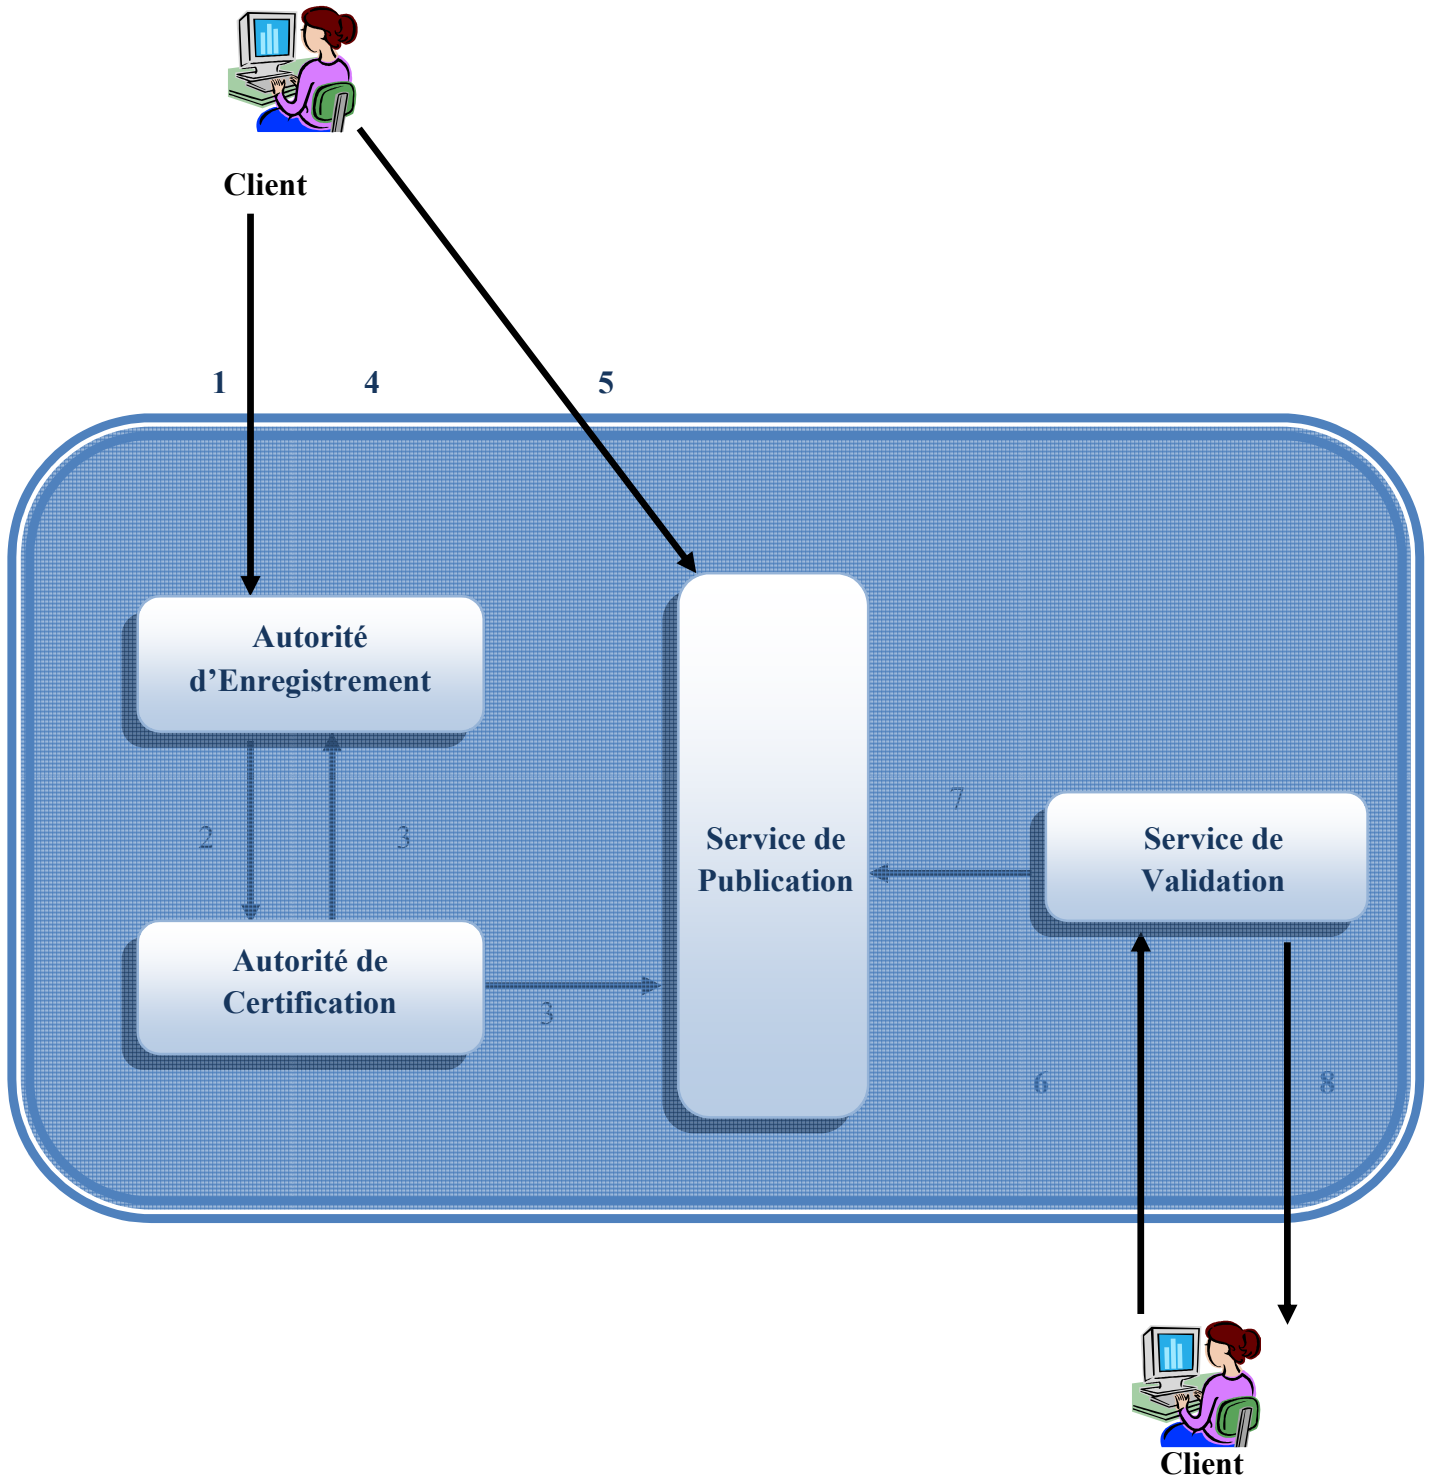 Client
1 4 5
Autorité
d’Enregistrement
7
2 3
Service de
Publication
Service de
Validation
Autorité de
Certification
3
6 8
Client